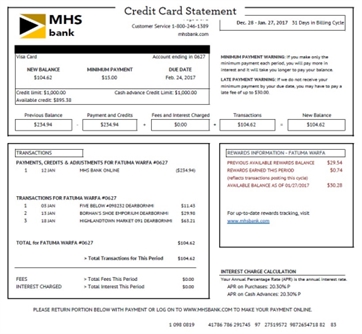 Credit Card Statement
MHS
bank
Customer Service 1-800-246-1589
mhsbank.com
Dec. 28 - Jan. 27, 2017 31 Days in Billing Cycle
Visa Card Account ending in 0627
NEW BALANCE MINIMUM PAYMENT DUE DATE
$104.62 $13.00 Feb. 24, 2017
Credit limit: $1,000.00 Cash advance Credit Limit: $1,000.00
Available credit: $895.38
MINIMUM PAYMENT WARNING: If you make only the
minimum payment each period, you will pay more in
interest and it will take you longer to pay your balance.
LATE PAYMENT WARNING: If we do not receive your
minimum payment by your due date, you may have to pay a
late fee of up to $30.00.
Previous Balance Payment and Credits Fees and Interest Charged Transactions New Balance
$234.94 - $234.94 + $0.00 + $104.62 = $104.62
TRANSACTIONS
PAYMENTS, CREDITS & ADJUSTMENTS FOR FATUMA WARFA #0627
1 12 JAN MHS BANK ONLINE ($234.94)
TRANSACTIONS FOR FATUMA WARFA #0627
1 03 JAN FIVE BELOW DEARBORNMI $11.43
2 13 JAN BORMAN'S SHOE EMPORIUM DEARBORNMI $29.98
3 18 JAN HIGHLANDTOWN MARKET DEARBORNMI $63.21
TOTAL for FATUMA WARFA #0627 $104.62
= Total Transactions for This Period $104.62
FEES = Total Fees This Period $0.00
INTEREST CHARGED = Total Interest This Period $0.00
REWARDS INFORMATION - FATUMA WARFA
PREVIOUS AVAILABLE REWARDS BALANCE $29.54
REWARDS EARNED THIS PERIOD $0.74
(reflects transactions posting this cycle)
AVAILABLE BALANCE AS OF 01/27/2017 $30.28
For up-to-date rewards tracking, visit
www.mhsbank.com
INTEREST CHARGE CALCULATION
Your Annual Percentage Rate (APR) is the annual interest rate.
APR on Purchases: 20.30% P
APR on Cash Advances: 20.30% P
PLEASE RETURN PORTION BELOW WITH PAYMENT OR LOG ON TO WWW.MHSBANK.COM TO MAKE YOUR PAYMENT ONLINE.
1 098 0819 41786 786 291745 97 27519572 9872654718 82 83